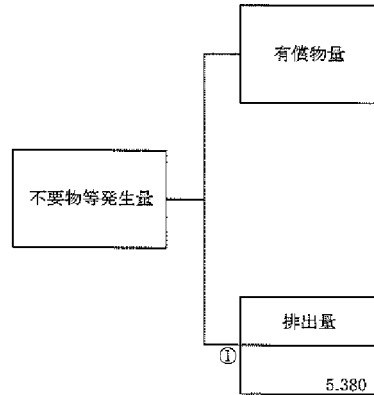 有償物量
不要物等発生量
排出量
①
5.380